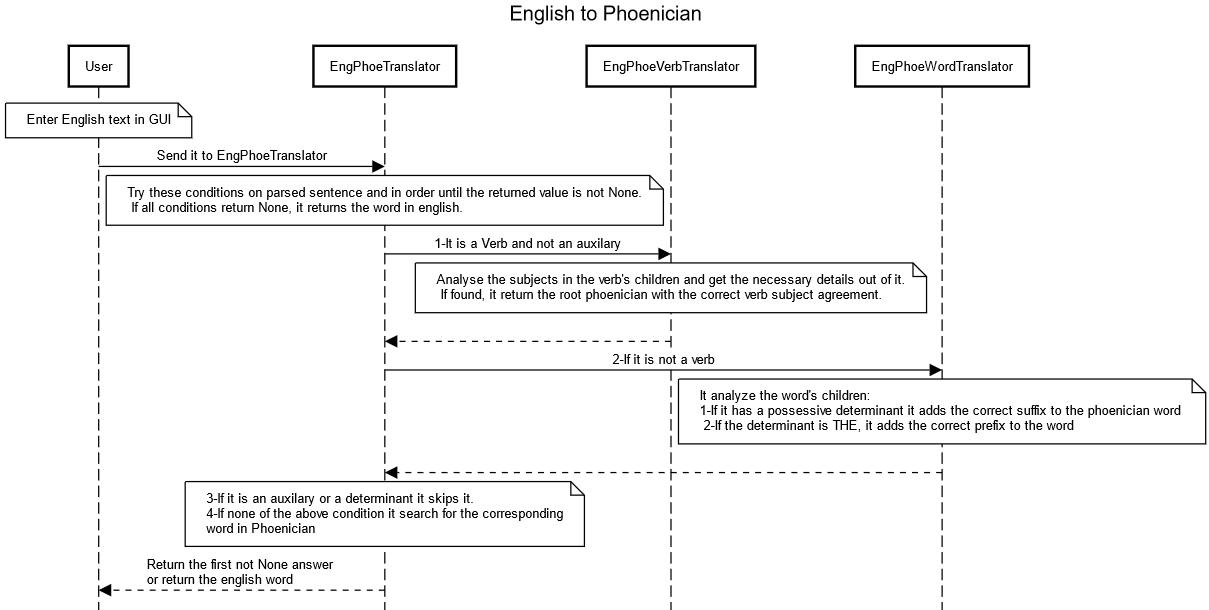 English to Phoenician
User
EngPhoeTranslator
EngPhoeVerbTranslator
EngPhoeWordTranslator
Enter English text in GUI
Send it to EngPhoeTranslator
Try these conditions on parsed sentence and in order until the returned value is not None.
If all conditions return None, it returns the word in english.
1-It is a Verb and not an auxilary
Analyse the subjects in the verb's children and get the necessary details out of it.
If found, it return the root phoenician with the correct verb subject agreement.
2-If it is not a verb
It analyze the word's children:
1-If it has a possessive determinant it adds the correct suffix to the phoenician word
2-If the determinant is THE, it adds the correct prefix to the word
3-If it is an auxilary or a determinant it skips it.
4-If none of the above condition it search for the corresponding
word in Phoenician
Return the first not None answer
or return the english word